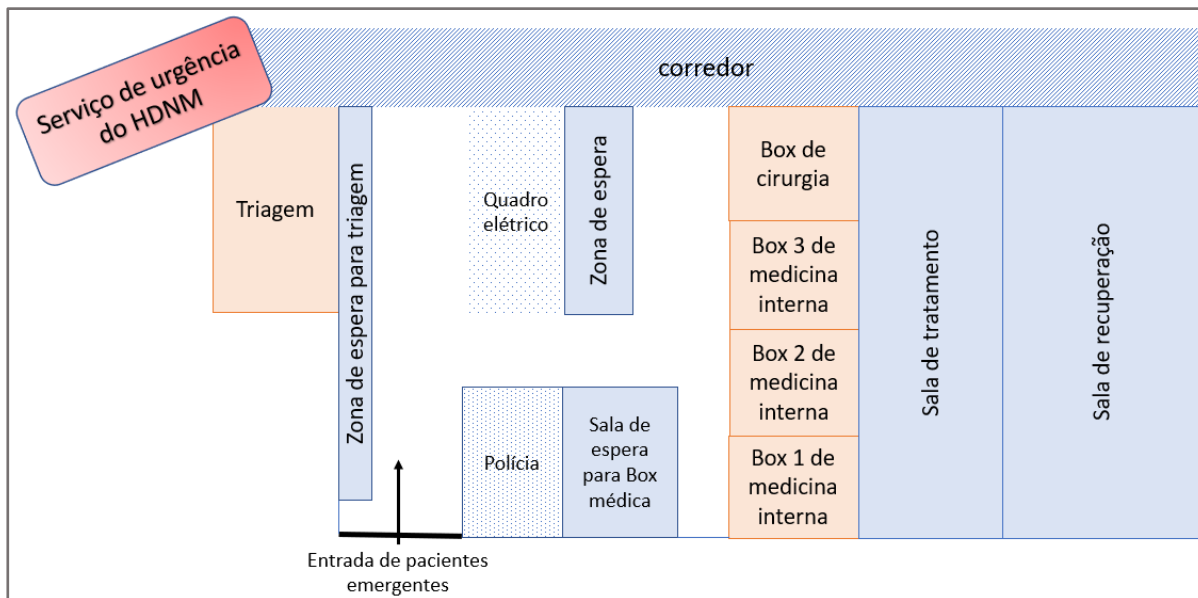 Serviço de urgência
do HDNM
corredor
Triagem
Zona de espera para triagem
Quadro
elétrico
Zona de espera
Box de
cirurgia
Box 3 de
medicina
interna
Box 2 de
medicina
interna
Box 1 de
medicina
interna
Sala de tratamento
Sala de recuperação
Polícia
Sala de
espera
para Box
médica
Entrada de pacientes
emergentes